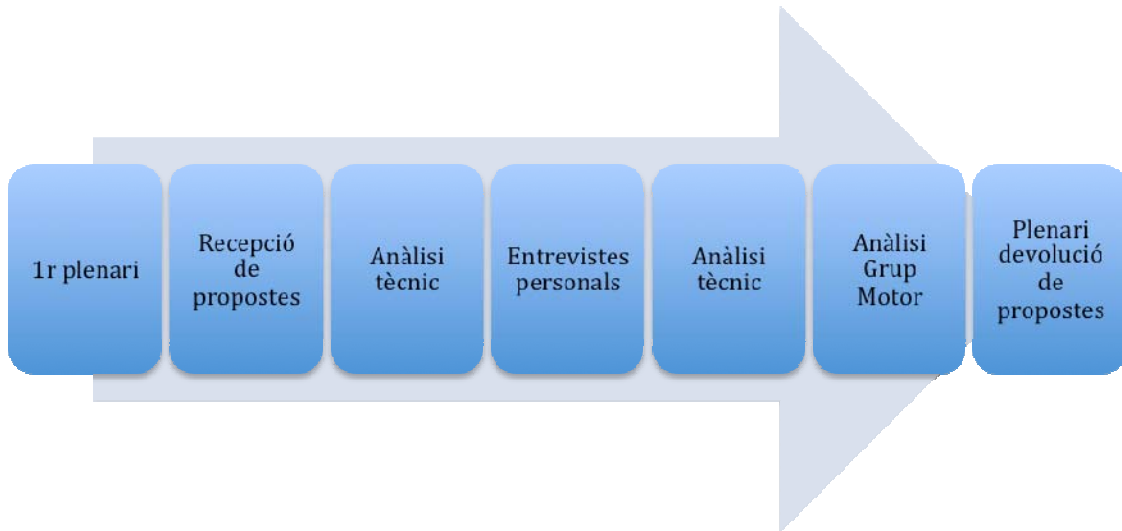 1r plenari
Recepció
de
propostes
Anàlisi
tècnic
Entrevistes
personals
Anàlisi
tècnic
Anàlisi
Grup
Motor
Plenari
devolució
de
propostes